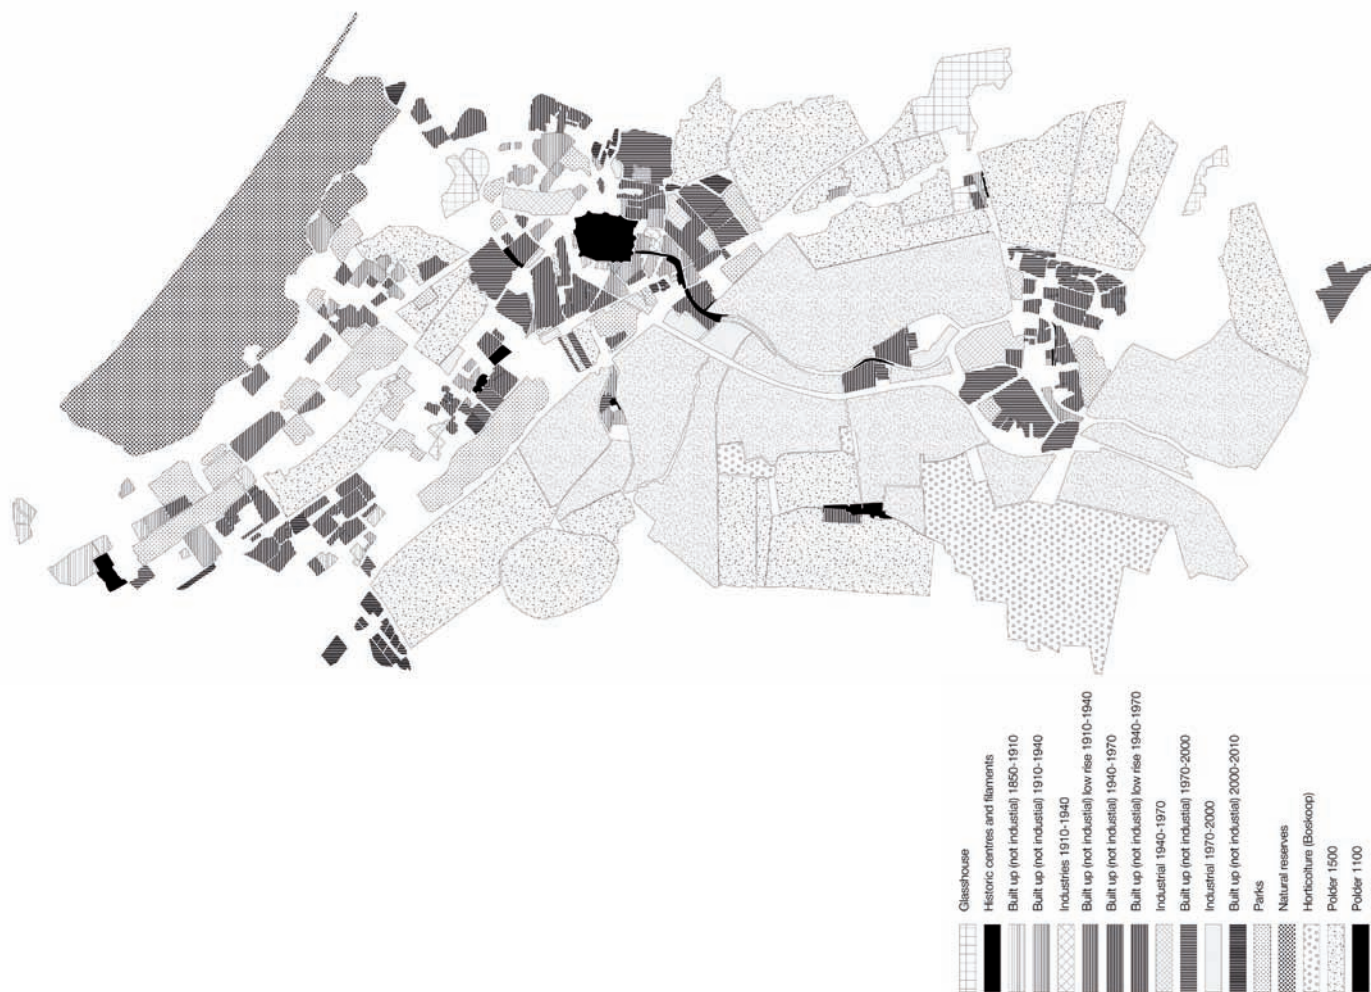 Glasshouse
Historic centres and filaments
Built up (not industial) 1850-1910
Built up (not industial) 1910-1940
Industries 1910-1940
Built up (not industial) low rise 1910-1940
Built up (not industial) 1940-1970
Built up (not industial) low rise 1940-1970
Industrial 1940-1970
Built up (not industial) 1970-2000
Industrial 1970-2000
Built up (not industial) 2000-2010
Parks
Natural reserves
Horticolture (Boskoop)
Polder 1500
Polder 1100